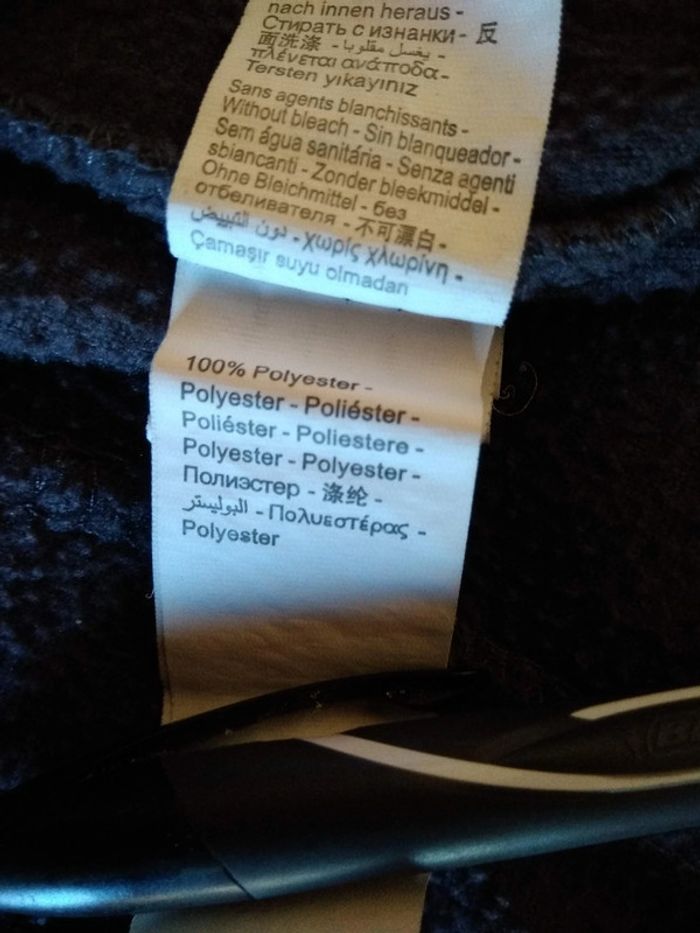 nach innen heraus -
Стирать с изнанки - 反
面洗涤 - يغسل مقلوبا -
πλένεται ανάποδα -
Tersten yıkayınız
Sans agents blanchissants -
Without bleach - Sin blanqueador -
Sem água sanitária - Senza agenti
sbiancanti - Zonder bleekmiddel -
Ohne Bleichmittel - без
отбеливателя - 不可漂白 -
دون التبييض - χωρίς χλωρίνη -
Çamaşır suyu olmadan
100% Polyester -
Polyester - Poliéster -
Poliéster - Poliestere -
Polyester - Polyester -
Полиэстер - 涤纶 -
البوليستر - Πολυεστέρας -
Polyester